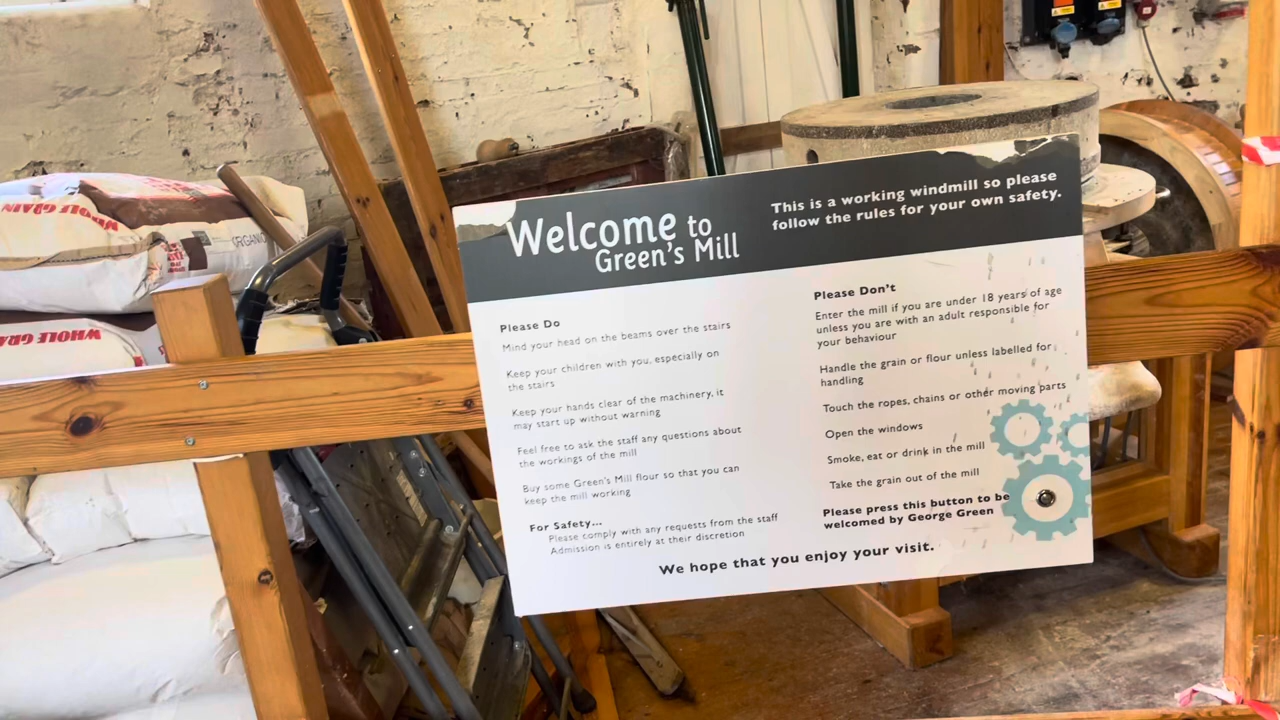 WHOLE GRAIN
ORGANIC
WHOLE GRA
Welcome to
Green's Mill
This is a working windmill so please
follow the rules for your own safety.
Please Do
Mind your head on the beams over the stairs
Keep your children with you, especially on
the stairs
Keep your hands clear of the machinery, it
may start up without warning
Feel free to ask the staff any questions about
the workings of the mill
Buy some Green's Mill flour so that you can
keep the mill working
For Safety...
Please comply with any requests from the staff
Admission is entirely at their discretion
Please Don't
Enter the mill if you are under 18 years of age
unless you are with an adult responsible for
your behaviour
Handle the grain or flour unless labelled for
handling
Touch the ropes, chains or other moving parts
Open the windows
Smoke, eat or drink in the mill
Take the grain out of the mill
Please press this button to be
welcomed by George Green
We hope that you enjoy your visit.